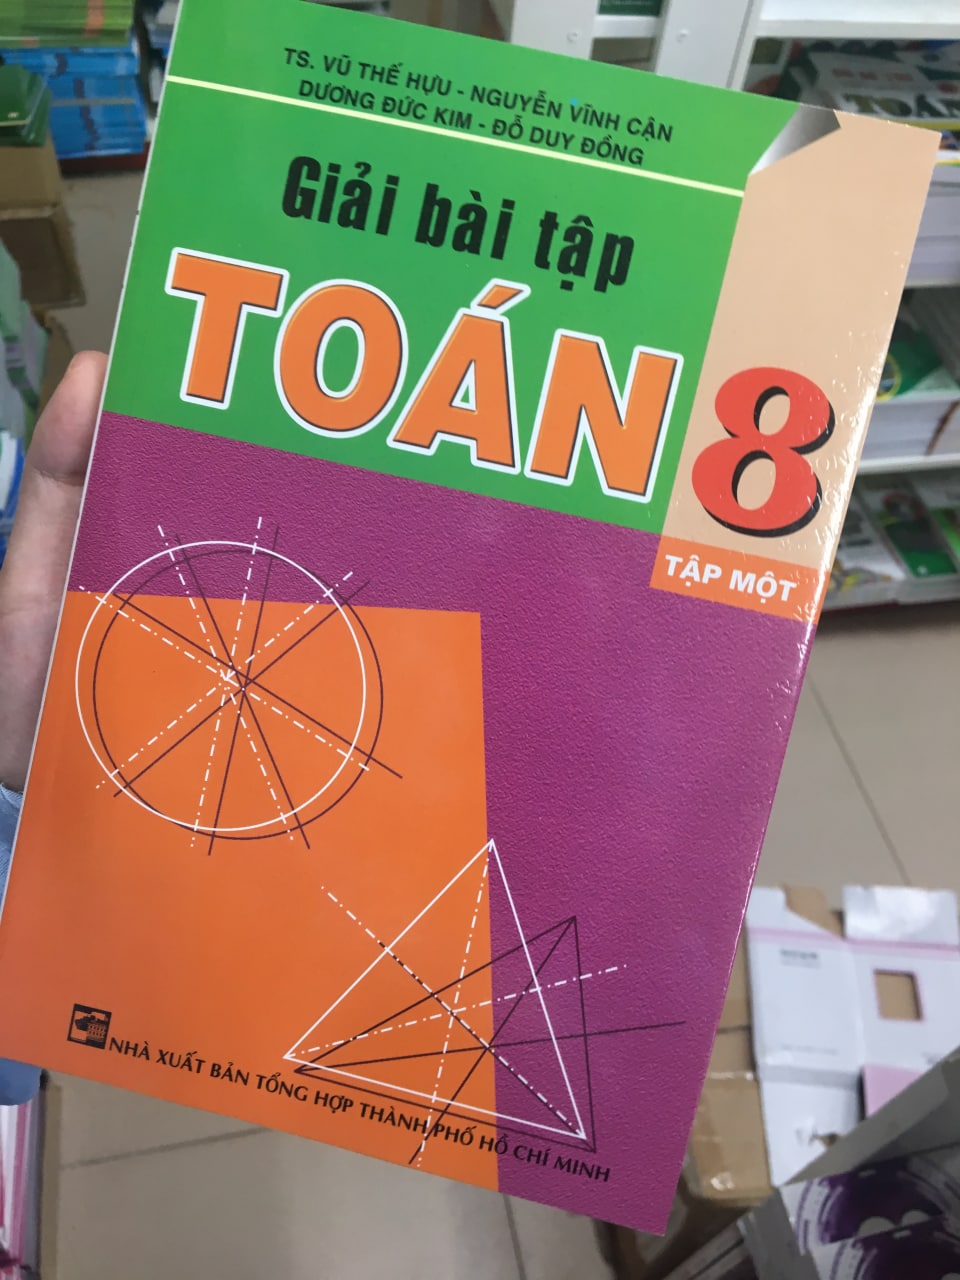 TS. VŨ THẾ HỰU - NGUYỄN VĨNH CẬN
DƯƠNG ĐỨC KIM - ĐỖ DUY ĐỒNG
Giải bài tập
TOÁN
8
TẬP MỘT
NHÀ XUẤT BẢN TỔNG HỢP THÀNH PHỐ HỒ CHÍ MINH